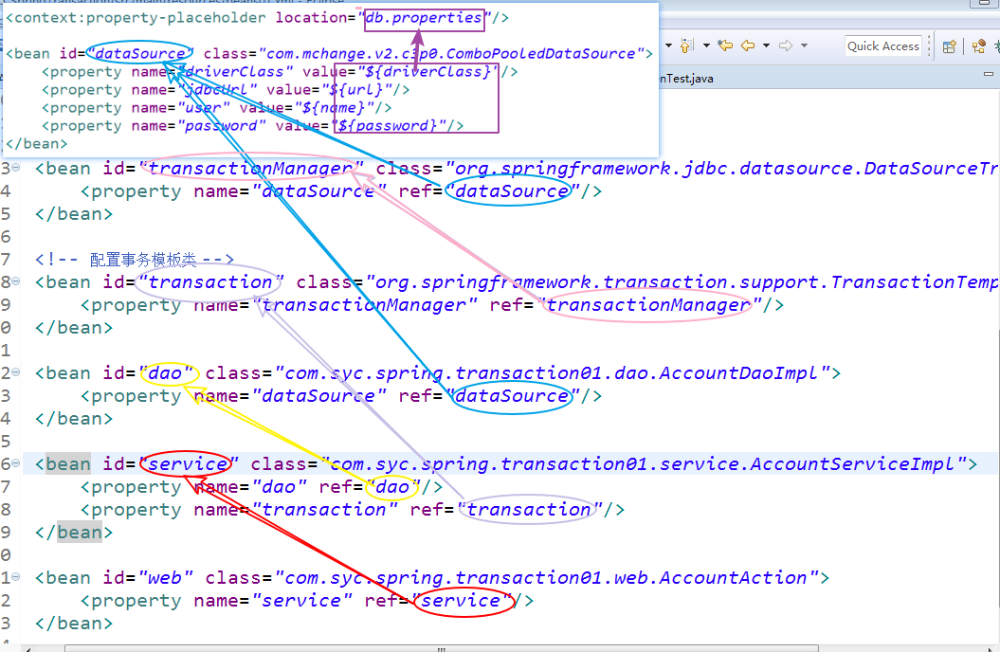 <context:property-placeholder location="db.properties"/>
<bean id="dataSource" class="com.mchange.v2.c3p0.ComboPooledDataSource">
<property name="driverClass" value="${driverClass}"/>
<property name="jdbcUrl" value="${url}"/>
<property name="user" value="${name}"/>
<property name="password" value="${password}"/>
</bean>
Quick Access
nTest.java
3 <bean id="transactionManager" class="org.springframework.jdbc.datasource.DataSourceTr
4 <property name="dataSource" ref="dataSource"/>
5 </bean>
6
7 <!-- 配置事务模板类 -->
8 <bean id="transaction" class="org.springframework.transaction.support.TransactionTemp
9 <property name="transactionManager" ref="transactionManager"/>
0 </bean>
1
2 <bean id="dao" class="com.syc.spring.transaction01.dao.AccountDaoImpl">
3 <property name="dataSource" ref="dataSource"/>
4 </bean>
5
6 <bean id="service" class="com.syc.spring.transaction01.service.AccountServiceImpl">
7 <property name="dao" ref="dao"/>
8 <property name="transaction" ref="transaction"/>
9 </bean>
0
1 <bean id="web" class="com.syc.spring.transaction01.web.AccountAction">
2 <property name="service" ref="service"/>
3 </bean>